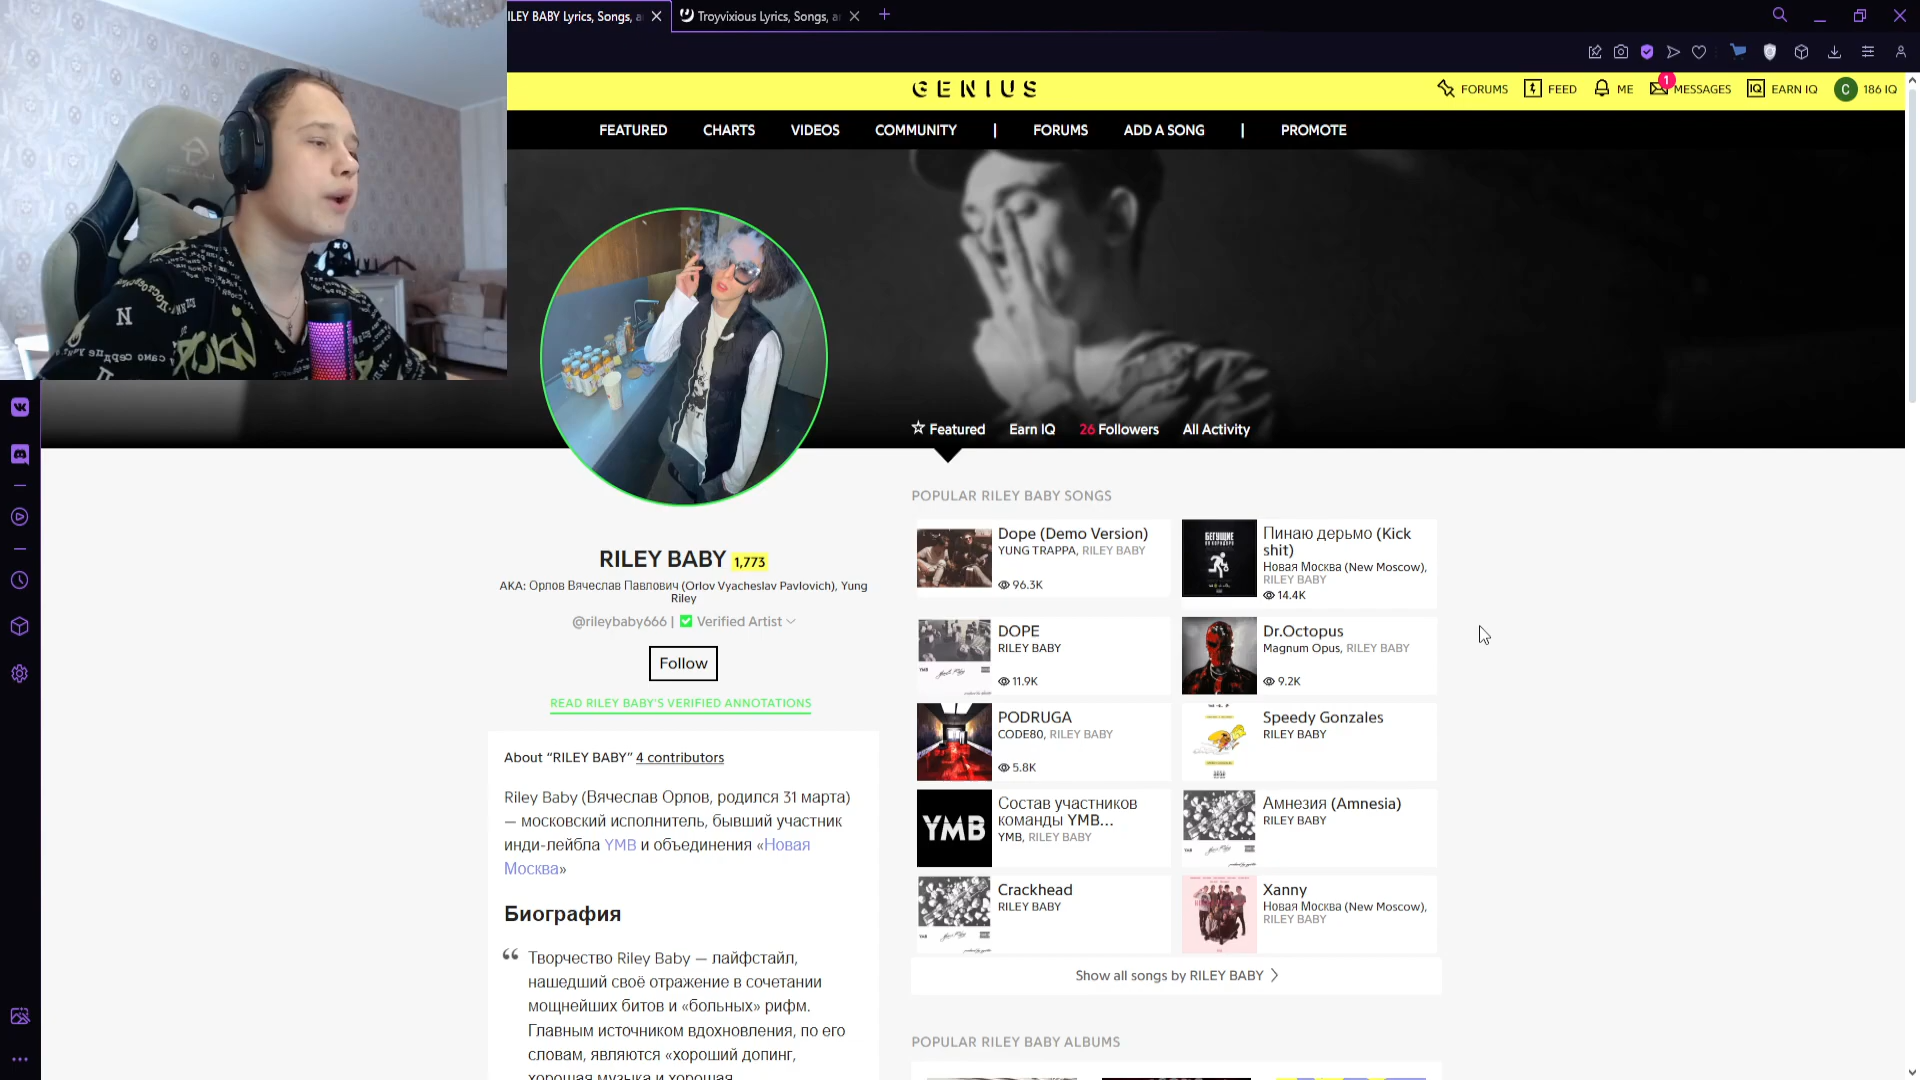 ILEY BABY Lyrics, Songs, a
Troyvixious Lyrics, Songs, a
GENIUS
FORUMS
FEED
ME
1
MESSAGES
IQ
EARN IQ
C
186 IQ
FEATURED
CHARTS
VIDEOS
COMMUNITY
|
FORUMS
ADD A SONG
|
PROMOTE
Featured
Earn IQ
26 Followers
All Activity
RILEY BABY 1,773
AKA: Орлов Вячеслав Павлович (Orlov Vyacheslav Pavlovich), Yung
Riley
@rileybaby666 | Verified Artist
Follow
READ RILEY BABY'S VERIFIED ANNOTATIONS
About “RILEY BABY” 4 contributors
Riley Baby (Вячеслав Орлов, родился 31 марта)
— московский исполнитель, бывший участник
инди-лейбла YMB и объединения «Новая
Москва»
Биография
“ Творчество Riley Baby — лайфстайл,
нашедший своё отражение в сочетании
мощнейших битов и «больных» рифм.
Главным источником вдохновления, по его
словам, являются «хороший допинг,
хорошая музыка и хорошая
POPULAR RILEY BABY SONGS
Dope (Demo Version)
YUNG TRAPPA, RILEY BABY
96.3K
БЕГУЩИЕ
Пинаю дерьмо (Kick
shit)
Новая Москва (New Moscow),
RILEY BABY
14.4K
DOPE
RILEY BABY
11.9K
Dr.Octopus
Magnum Opus, RILEY BABY
9.2K
PODRUGA
CODE80, RILEY BABY
5.8K
Speedy Gonzales
RILEY BABY
YMB
Состав участников
команды YMB...
YMB, RILEY BABY
Амнезия (Amnesia)
RILEY BABY
Crackhead
RILEY BABY
Xanny
Новая Москва (New Moscow),
RILEY BABY
Show all songs by RILEY BABY
POPULAR RILEY BABY ALBUMS